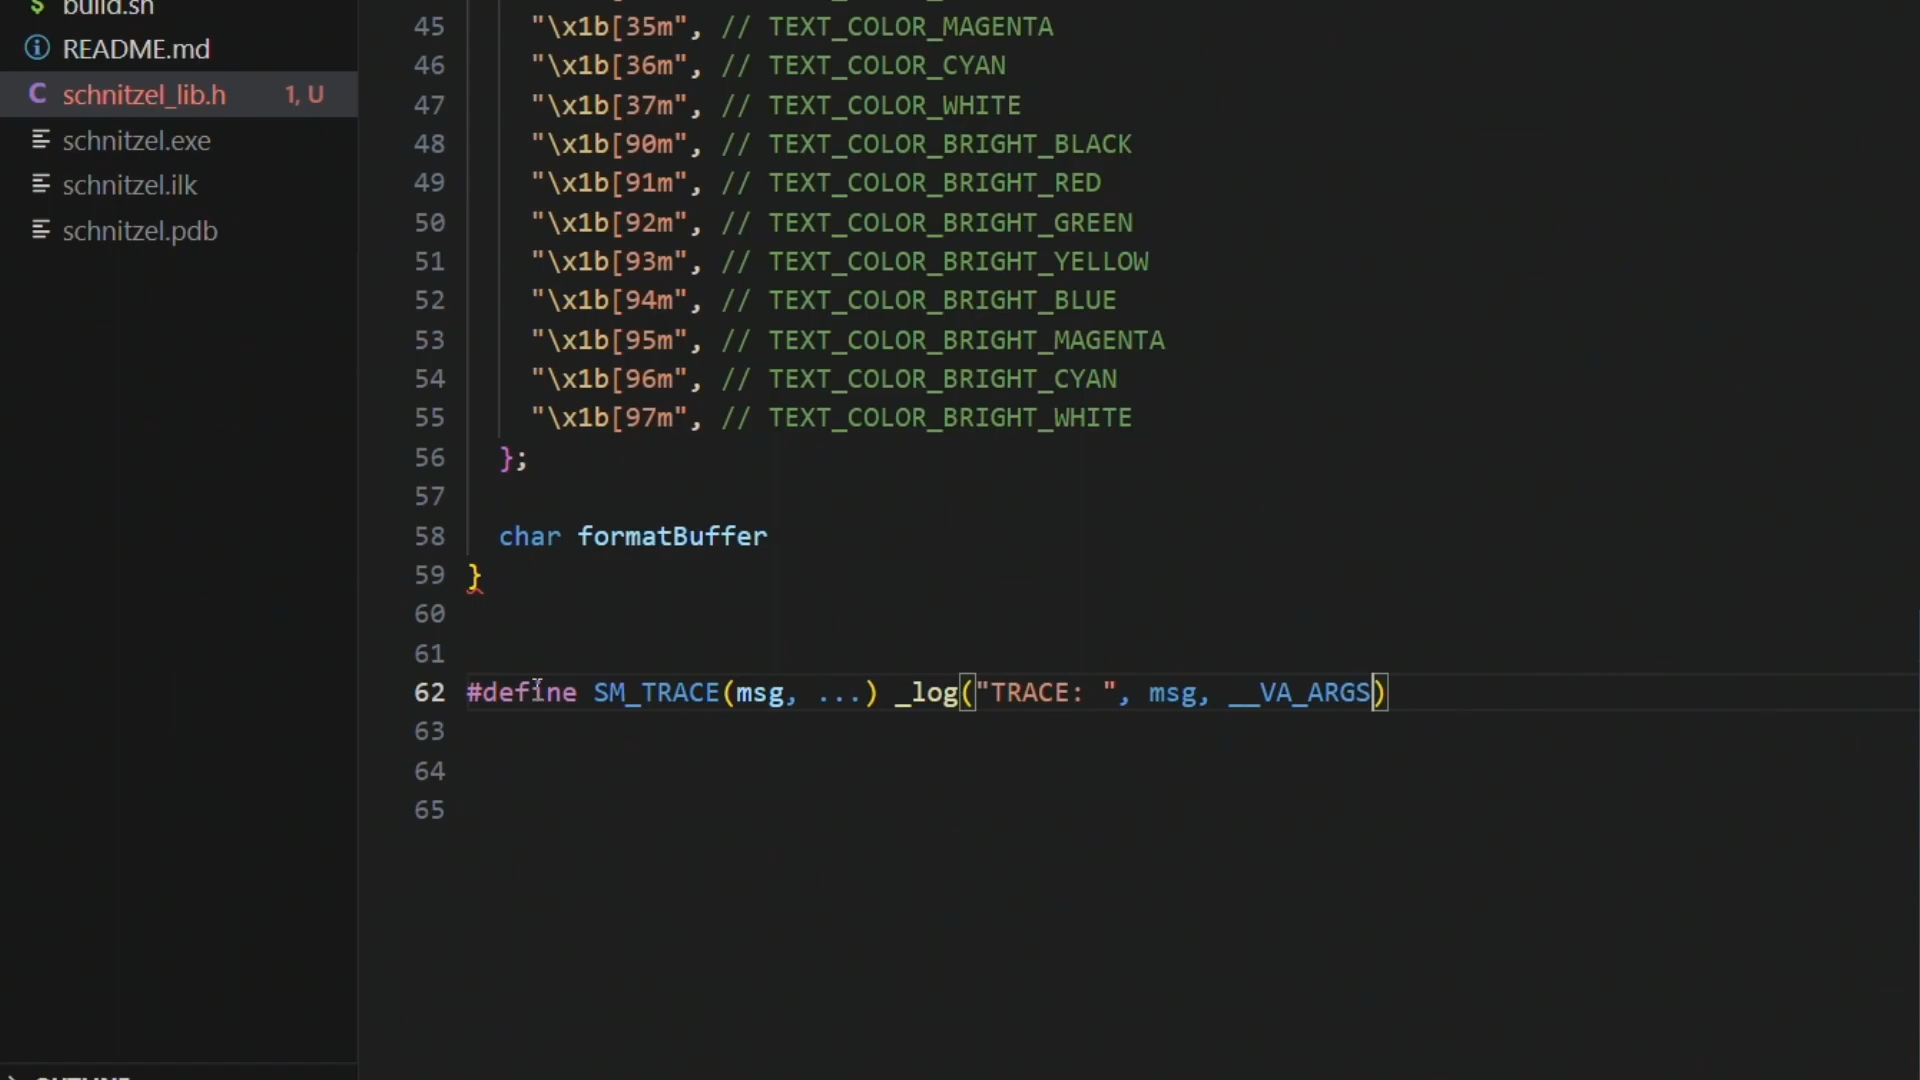 $ build.sh
README.md
C schnitzel_lib.h 1, U
schnitzel.exe
schnitzel.ilk
schnitzel.pdb
45 "\x1b[35m", // TEXT_COLOR_MAGENTA
46 "\x1b[36m", // TEXT_COLOR_CYAN
47 "\x1b[37m", // TEXT_COLOR_WHITE
48 "\x1b[90m", // TEXT_COLOR_BRIGHT_BLACK
49 "\x1b[91m", // TEXT_COLOR_BRIGHT_RED
50 "\x1b[92m", // TEXT_COLOR_BRIGHT_GREEN
51 "\x1b[93m", // TEXT_COLOR_BRIGHT_YELLOW
52 "\x1b[94m", // TEXT_COLOR_BRIGHT_BLUE
53 "\x1b[95m", // TEXT_COLOR_BRIGHT_MAGENTA
54 "\x1b[96m", // TEXT_COLOR_BRIGHT_CYAN
55 "\x1b[97m", // TEXT_COLOR_BRIGHT_WHITE
56 };
57
58 char formatBuffer
59 }
60
61
62 #define SM_TRACE(msg, ...) _log("TRACE: ", msg, __VA_ARGS)
63
64
65